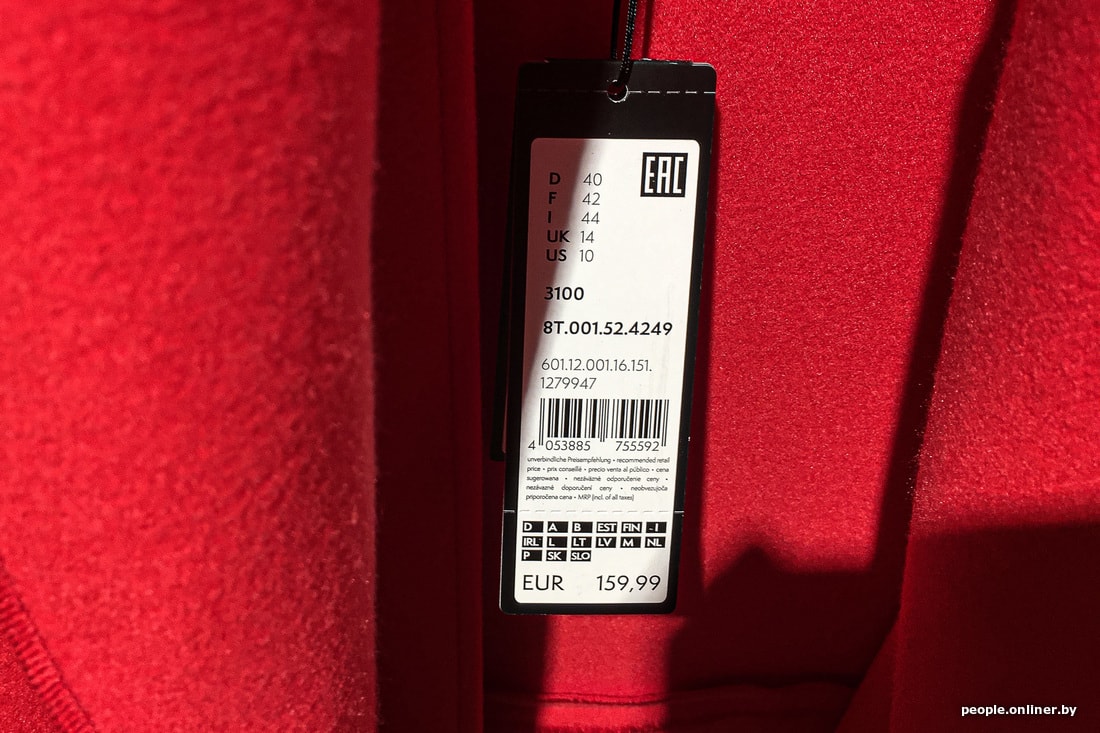 EAC
D 40
F 42
I 44
UK 14
US 10
3100
8T.001.52.4249
601.12.001.16.151.
1279947
4 053885 755592
unverbindliche Preisempfehlung • recommended retail
price • prix conseillé • precio venta al público • cena
sugerowana • nezáväzné odporučenie ceny •
nezávazné doporučení ceny • neobvezujoča
priporočena cena • MRP (incl. of all taxes)
D A B EST FIN I
IRL L LT LV M NL
P SK SLO
EUR 159,99
people.onliner.by